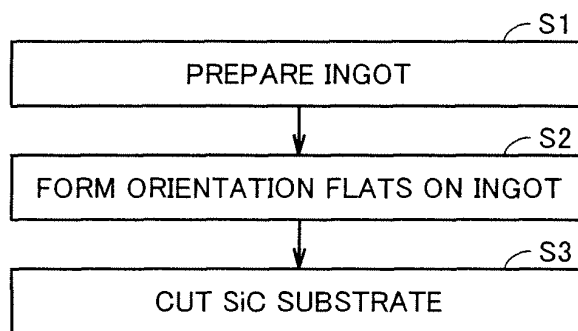 S1
PREPARE INGOT
S2
FORM ORIENTATION FLATS ON INGOT
S3
CUT SiC SUBSTRATE